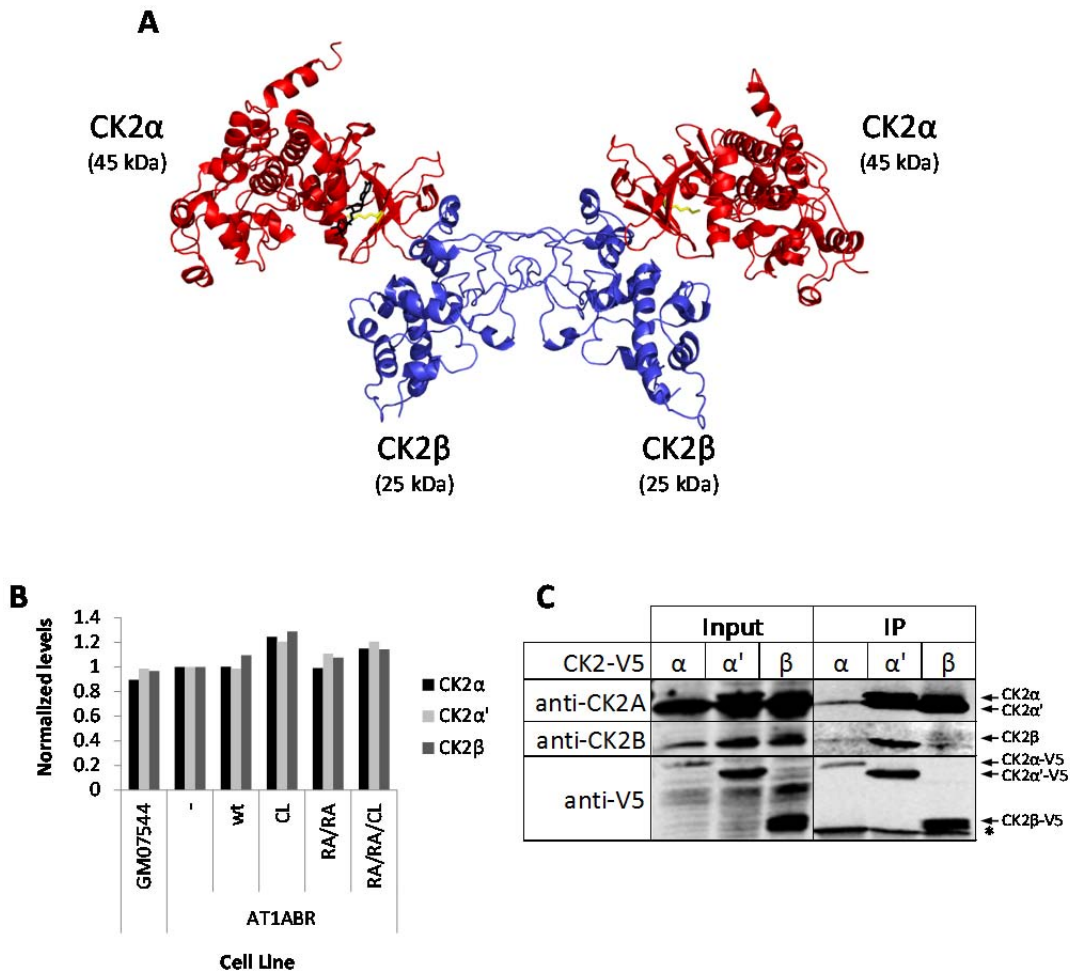 A
CK2α
(45 kDa)
CK2α
(45 kDa)
CK2β
(25 kDa)
CK2β
(25 kDa)
B
Normalized levels
1.4
1.2
1
0.8
0.6
0.4
0.2
0
CK2α
CK2α'
CK2β
GM07544
-
wt
CL
RA/RA
RA/RA/CL
AT1ABR
Cell Line
C
Input IP
CK2-V5 α α' β α α' β
anti-CK2A
CK2α
CK2α'
anti-CK2B
CK2β
anti-V5
CK2α-V5
CK2α'-V5
CK2β-V5
*